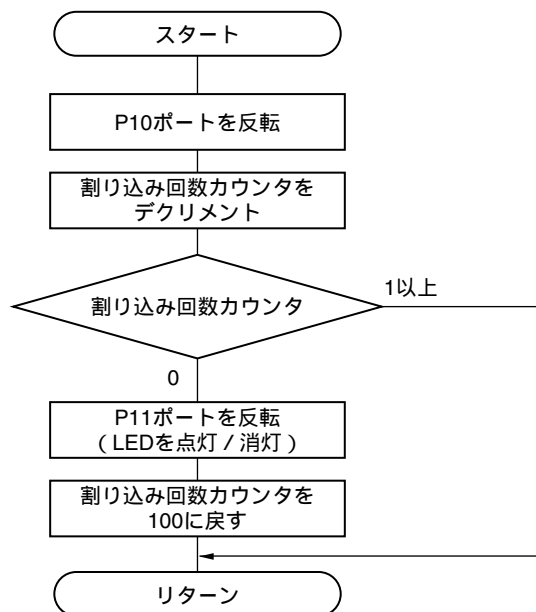 スタート
P10ポートを反転
割り込み回数カウンタを
デクリメント
割り込み回数カウンタ
1以上
0
P11ポートを反転
（LEDを点灯／消灯）
割り込み回数カウンタを
100に戻す
リターン